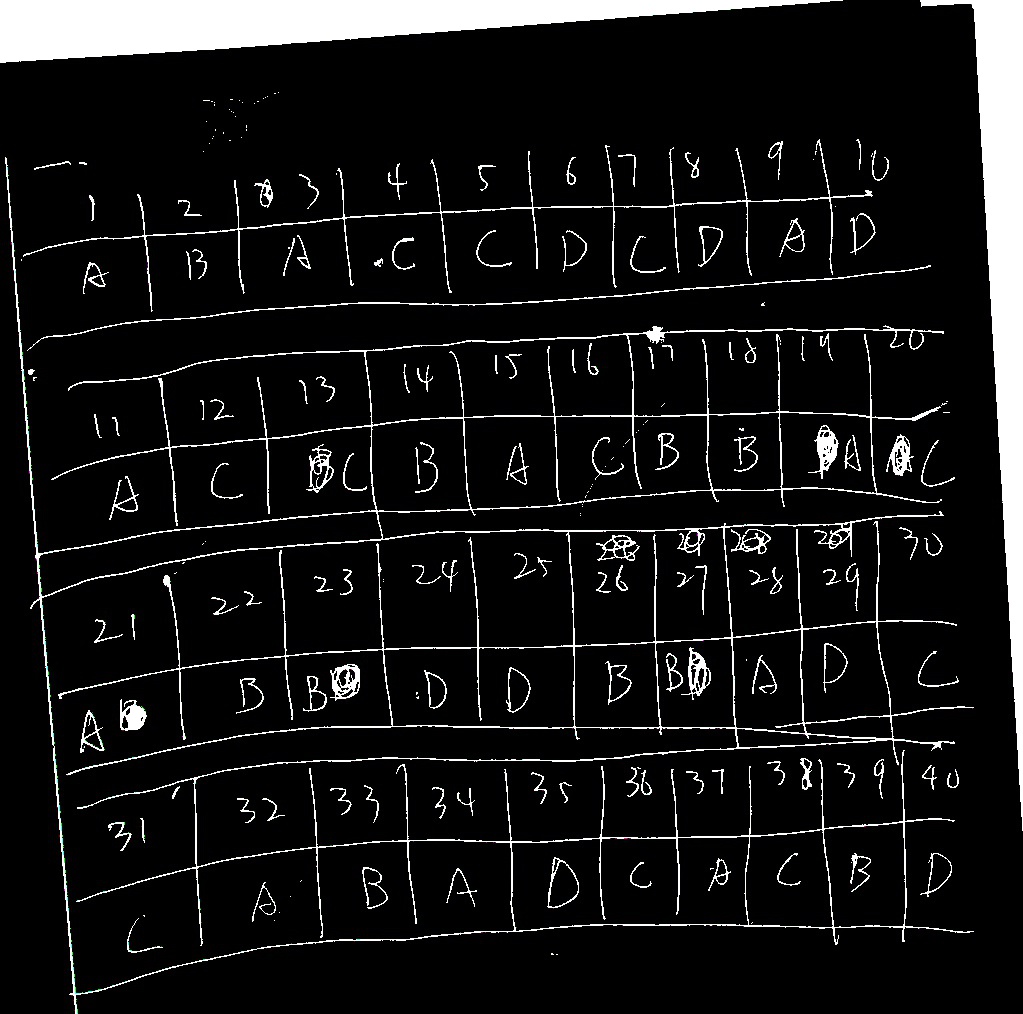 1 2 3 4 5 6 7 8 9 10
A B A .C C D C D A D
11 12 13 14 15 16 17 18 19 20
A C C B A C B B A C
21 22 23 24 25 26 27 28 29 30
A B B .D D B B A D C
31 32 33 34 35 36 37 38 39 40
C A B A D C A C B D